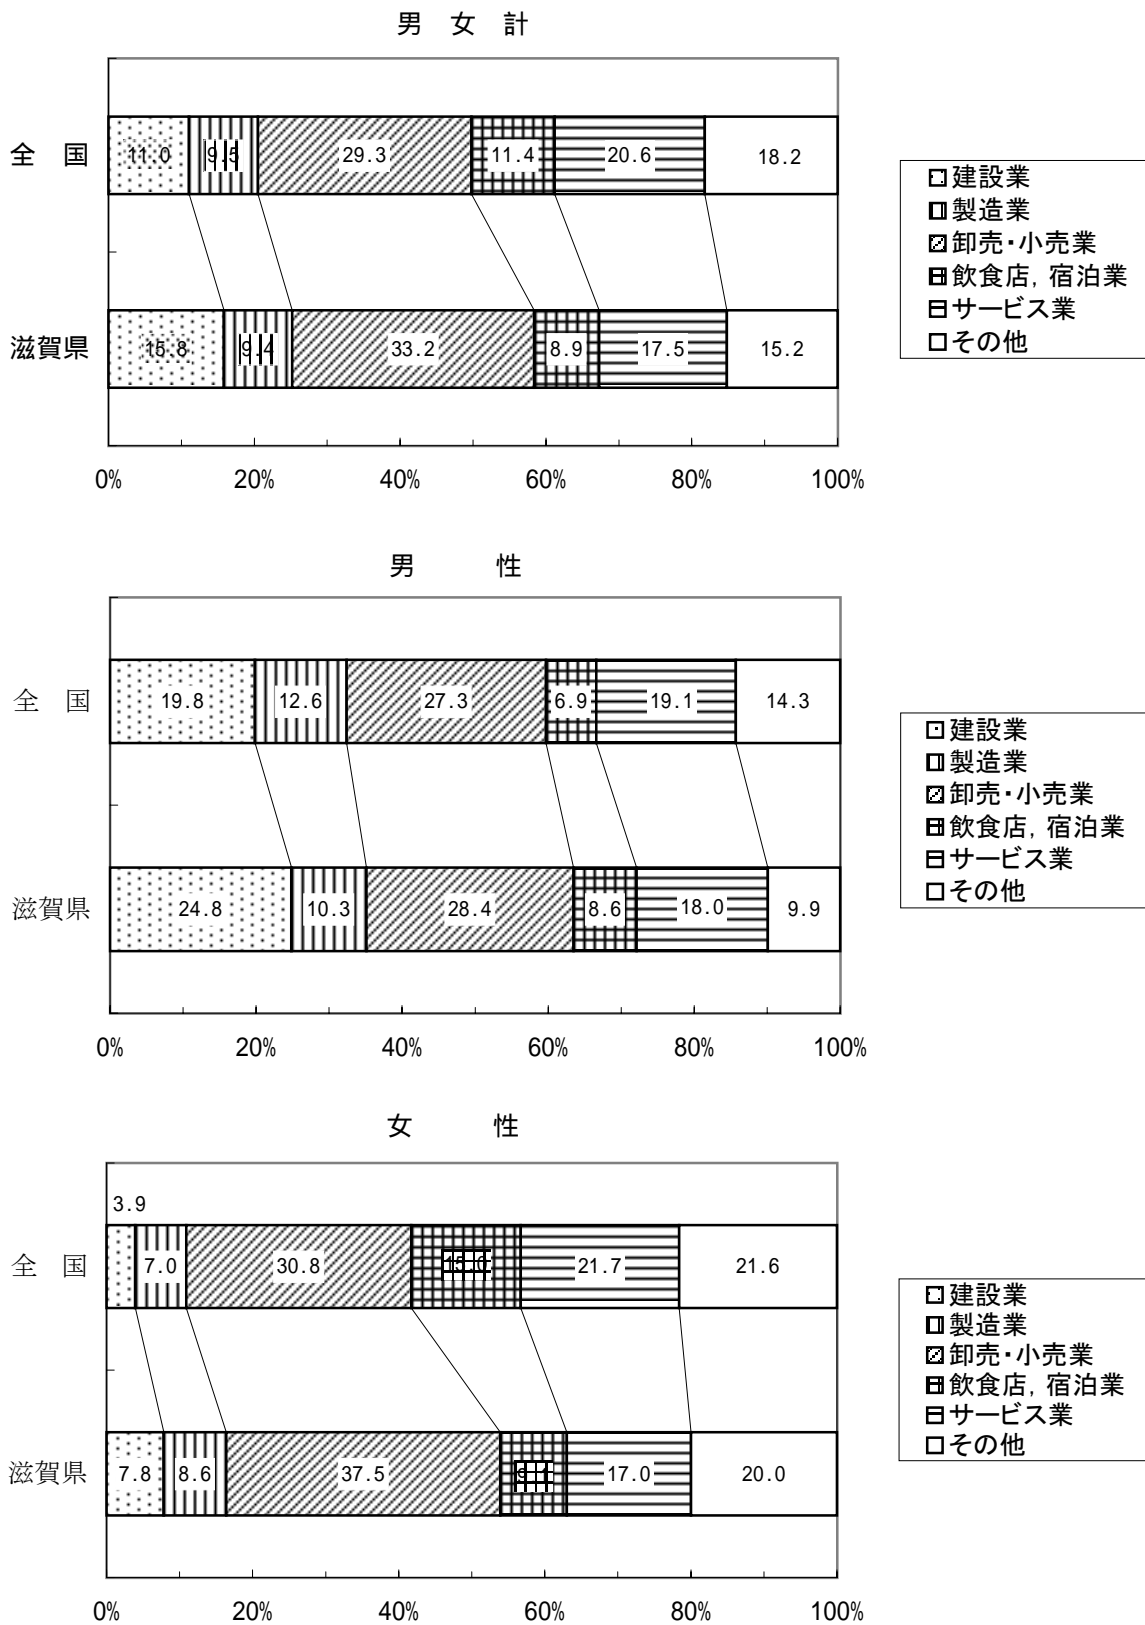 男 女 計
全 国 11.0 9.5 29.3 11.4 20.6 18.2
滋賀県 15.8 9.4 33.2 8.9 17.5 15.2
0% 20% 40% 60% 80% 100%
建設業
製造業
卸売・小売業
飲食店, 宿泊業
サービス業
その他
男 性
全 国 19.8 12.6 27.3 6.9 19.1 14.3
滋賀県 24.8 10.3 28.4 8.6 18.0 9.9
0% 20% 40% 60% 80% 100%
建設業
製造業
卸売・小売業
飲食店, 宿泊業
サービス業
その他
女 性
3.9
全 国 7.0 30.8 15.0 21.7 21.6
滋賀県 7.8 8.6 37.5 9.1 17.0 20.0
0% 20% 40% 60% 80% 100%
建設業
製造業
卸売・小売業
飲食店, 宿泊業
サービス業
その他